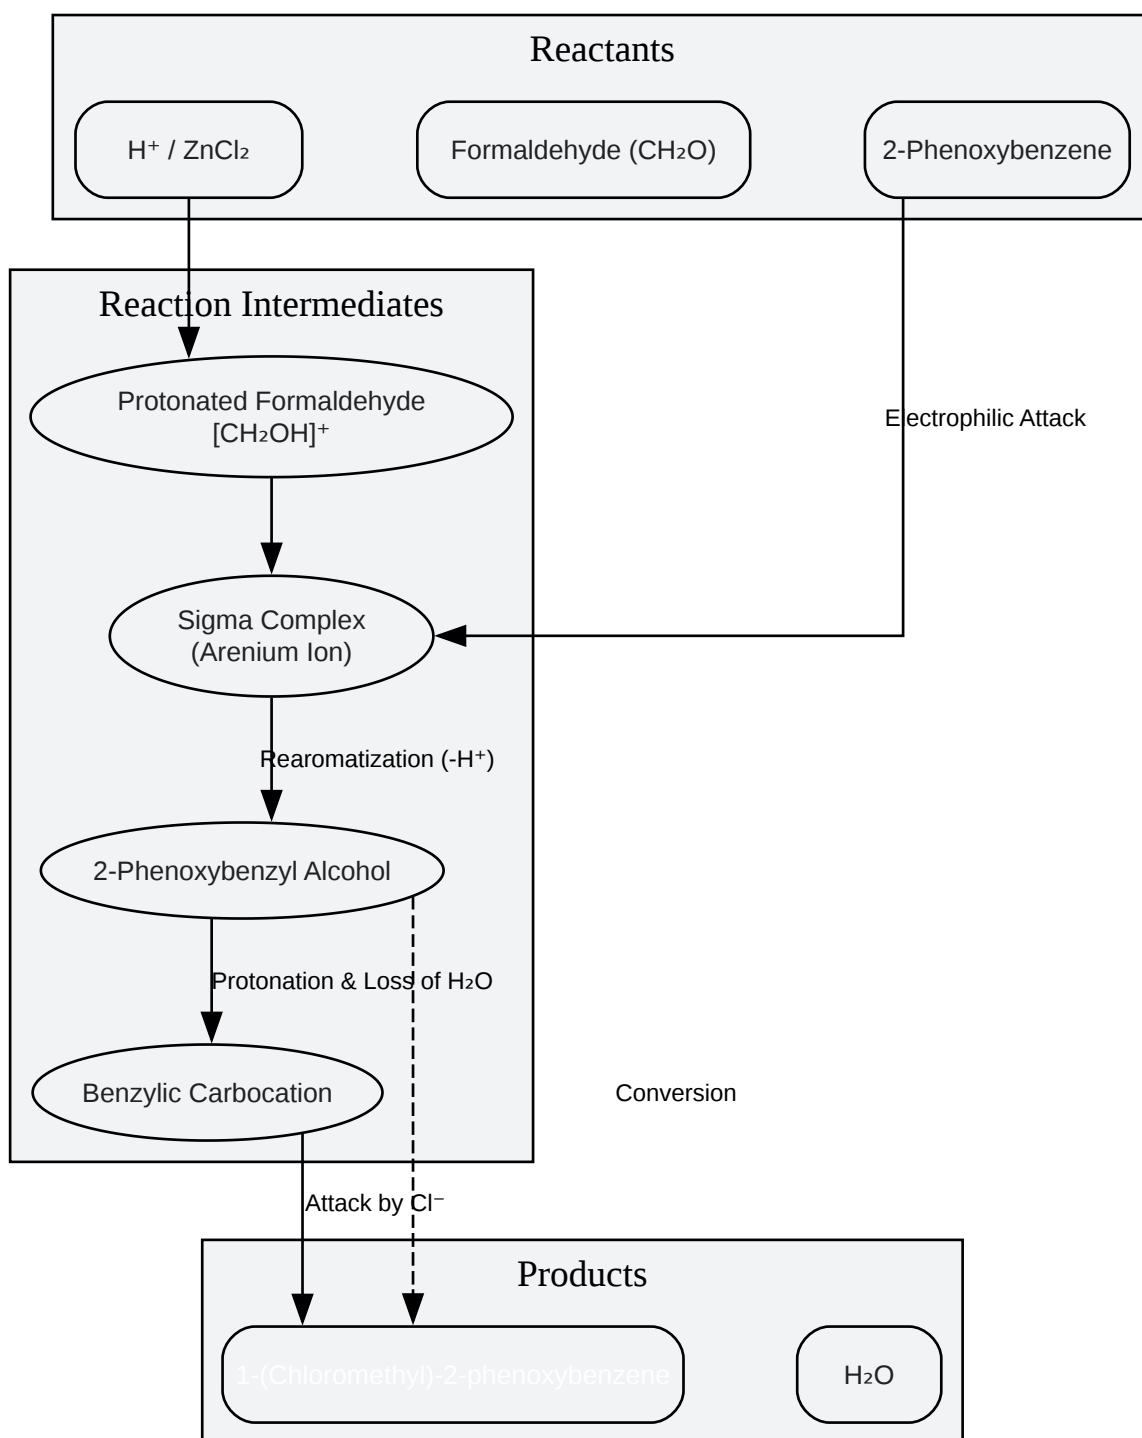 Reactants
H⁺ / ZnCl₂
Formaldehyde (CH₂O)
2-Phenoxybenzene
Reaction Intermediates
Protonated Formaldehyde
[CH₂OH]⁺
Electrophilic Attack
Sigma Complex
(Arenium Ion)
Rearomatization (-H⁺)
2-Phenoxybenzyl Alcohol
Protonation & Loss of H₂O
Benzylic Carbocation
Conversion
Attack by Cl⁻
Products
1-(Chloromethyl)-2-phenoxybenzene
H₂O